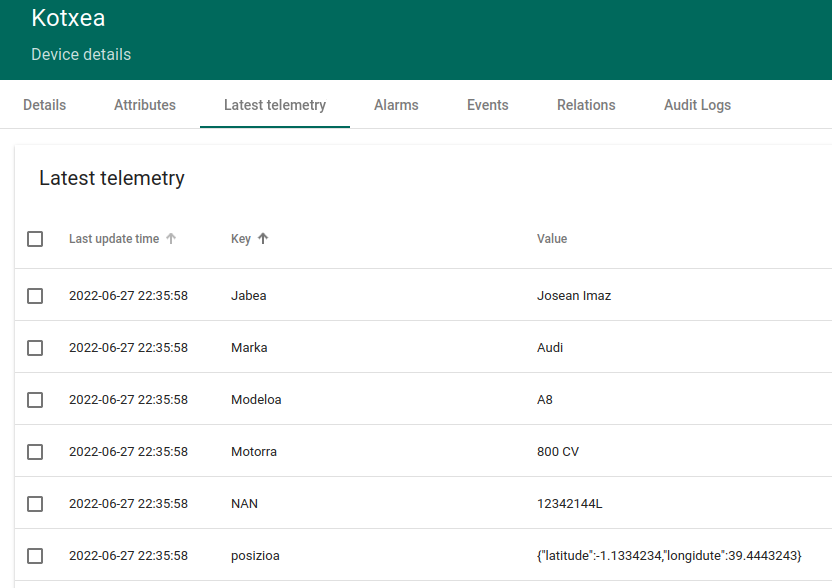 Kotxea
Device details
Details Attributes Latest telemetry Alarms Events Relations Audit Logs
Latest telemetry
Last update time Key Value
2022-06-27 22:35:58 Jabea Josean Imaz
2022-06-27 22:35:58 Marka Audi
2022-06-27 22:35:58 Modeloa A8
2022-06-27 22:35:58 Motorra 800 CV
2022-06-27 22:35:58 NAN 12342144L
2022-06-27 22:35:58 posizioa {"latitude":-1.1334234,"longidute":39.4443243}